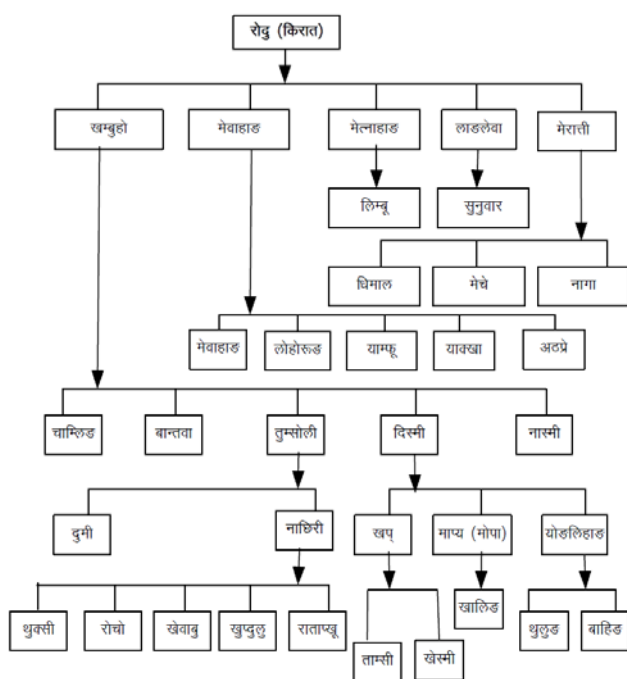 रोदु (किरात)
खम्बुहो
मेवाहाङ
मेत्नाहाङ
लाङलेवा
मेरात्ती
लिम्बू
सुनुवार
धिमाल
मेचे
नागा
मेवाहाङ
लोहोरूङ
याम्फू
याक्खा
अठप्रे
चाम्लिङ
बान्तवा
तुम्सोली
दिस्मी
नास्मी
दुमी
नाछिरी
खप्
माप्य (मोपा)
योङलिहाङ
थुक्सी
रोचो
खेवाबु
खुप्दुलु
राताप्खू
ताम्सी
खेस्मी
खालिङ
थुलुङ
बाहिङ